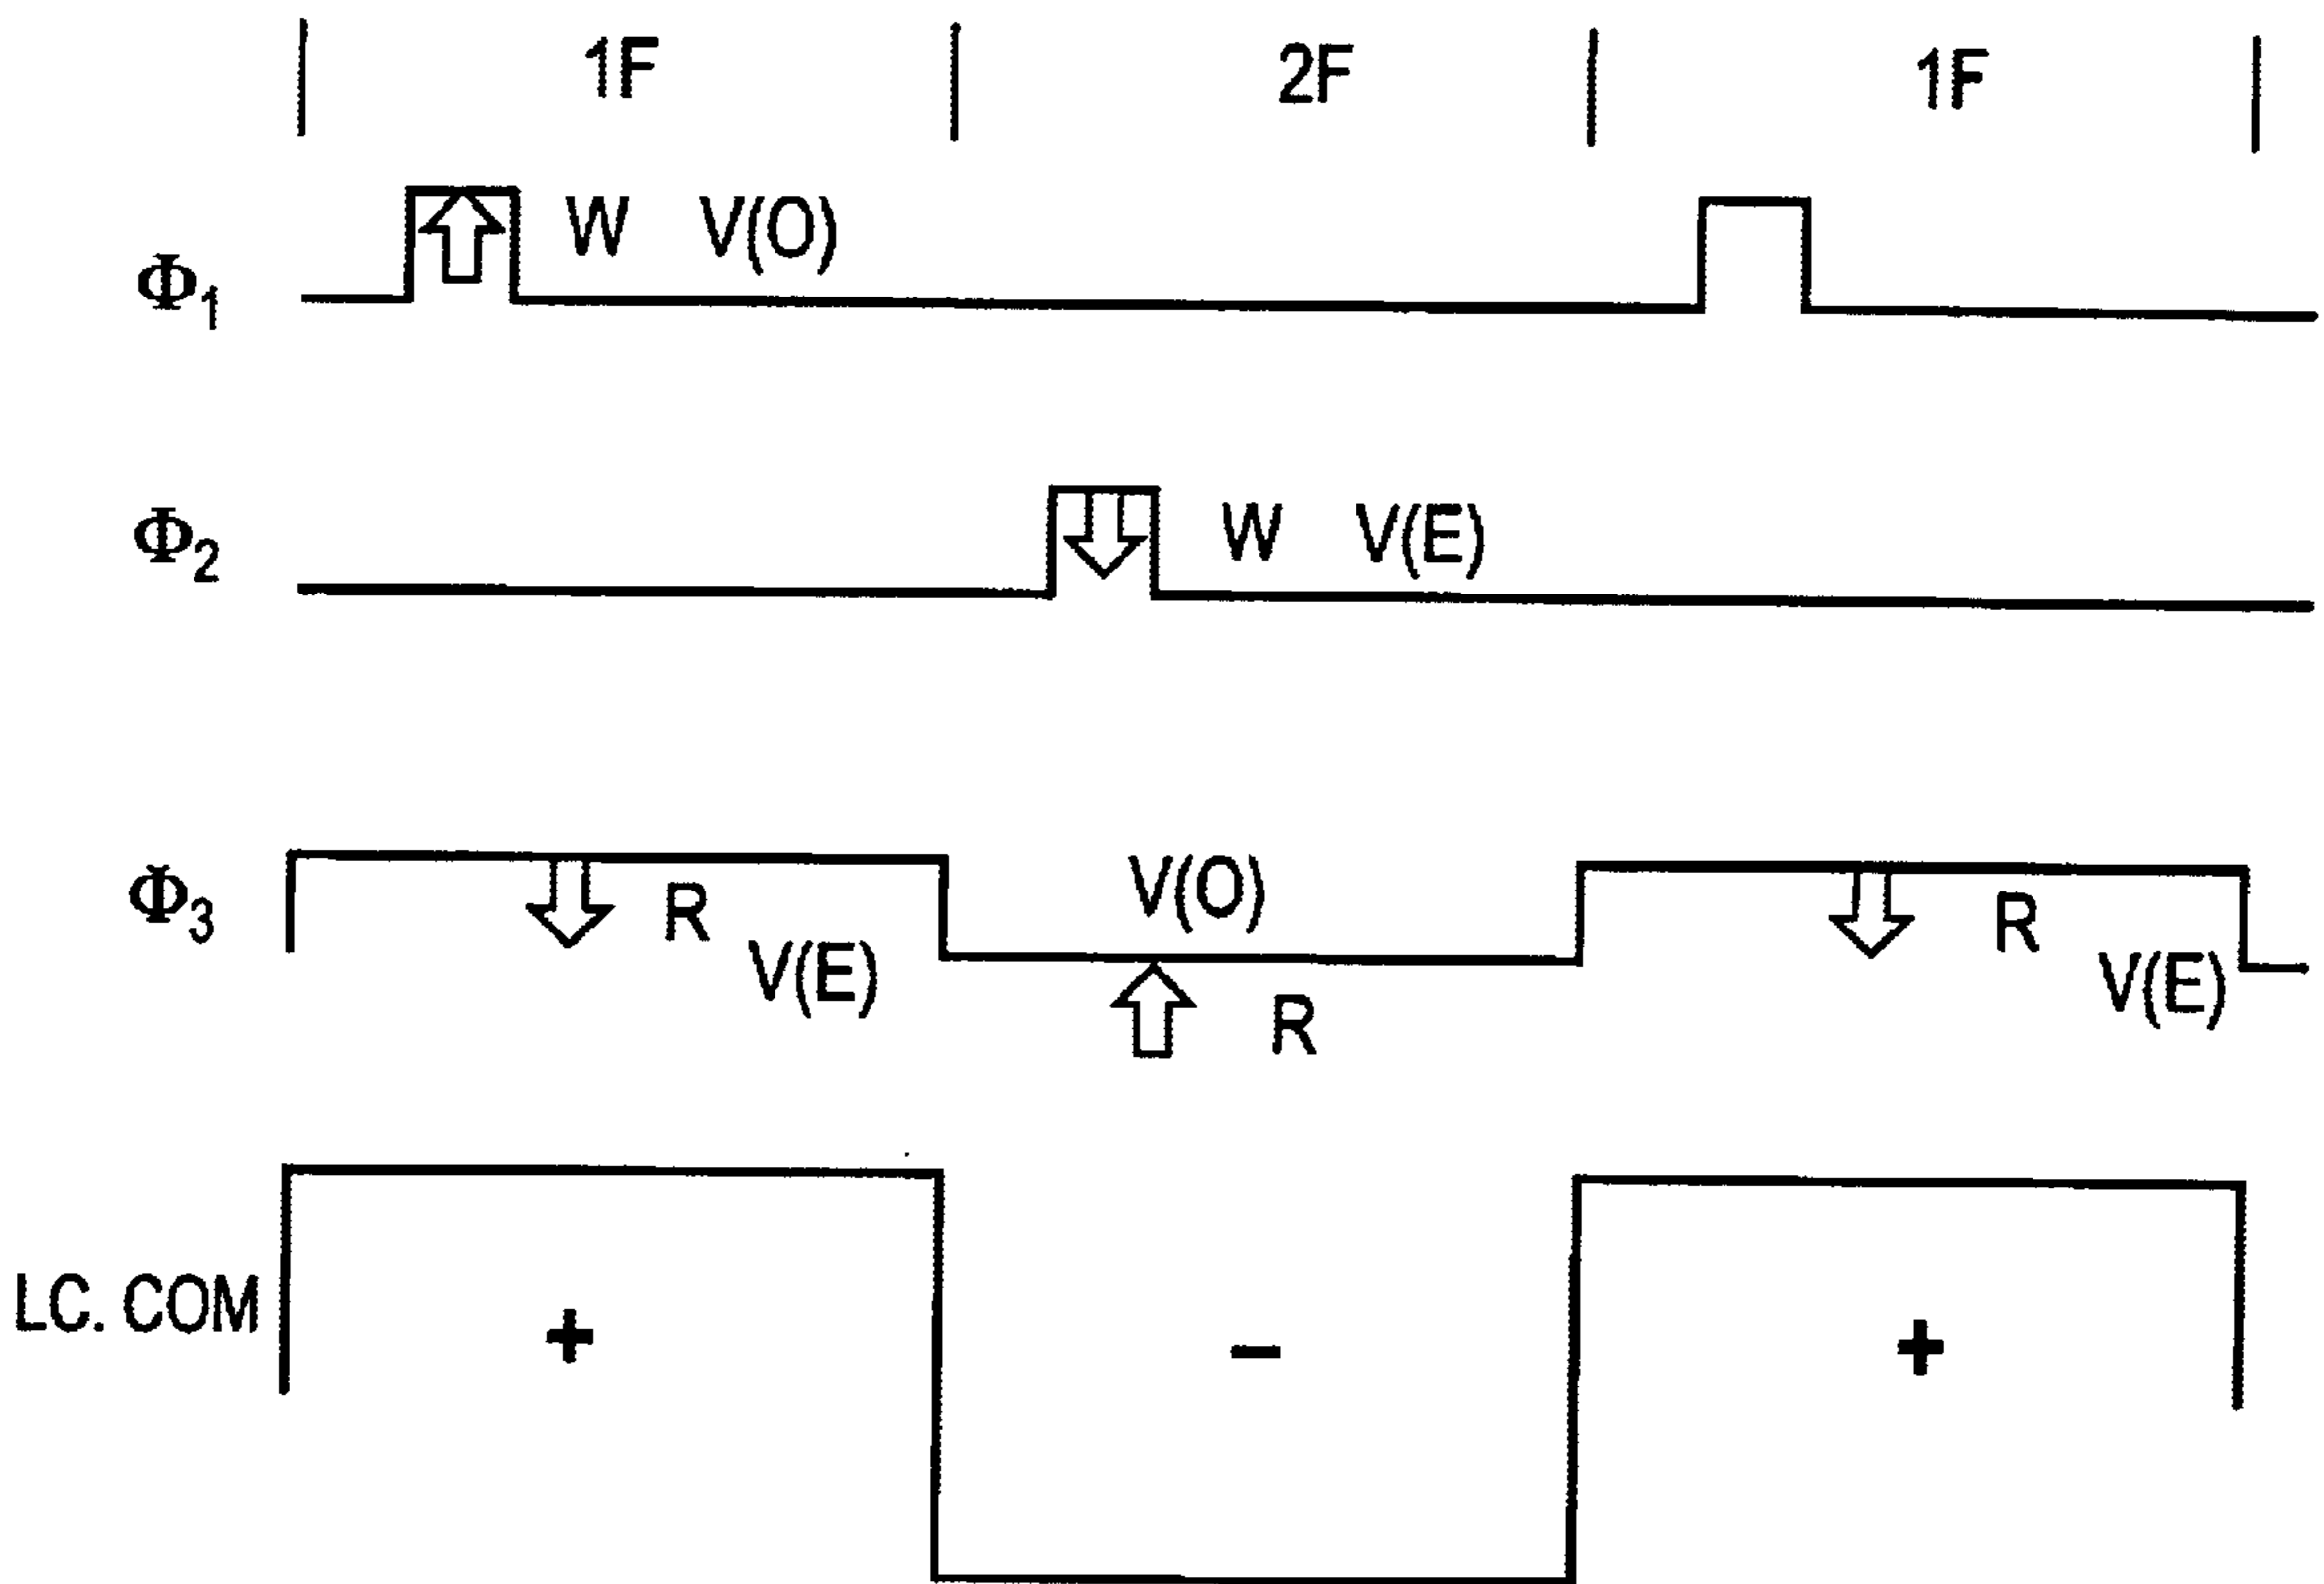 1F 2F 1F
Φ1 W V(O)
Φ2 W V(E)
Φ3 R V(E) V(O) R R V(E)
LC.COM + − +